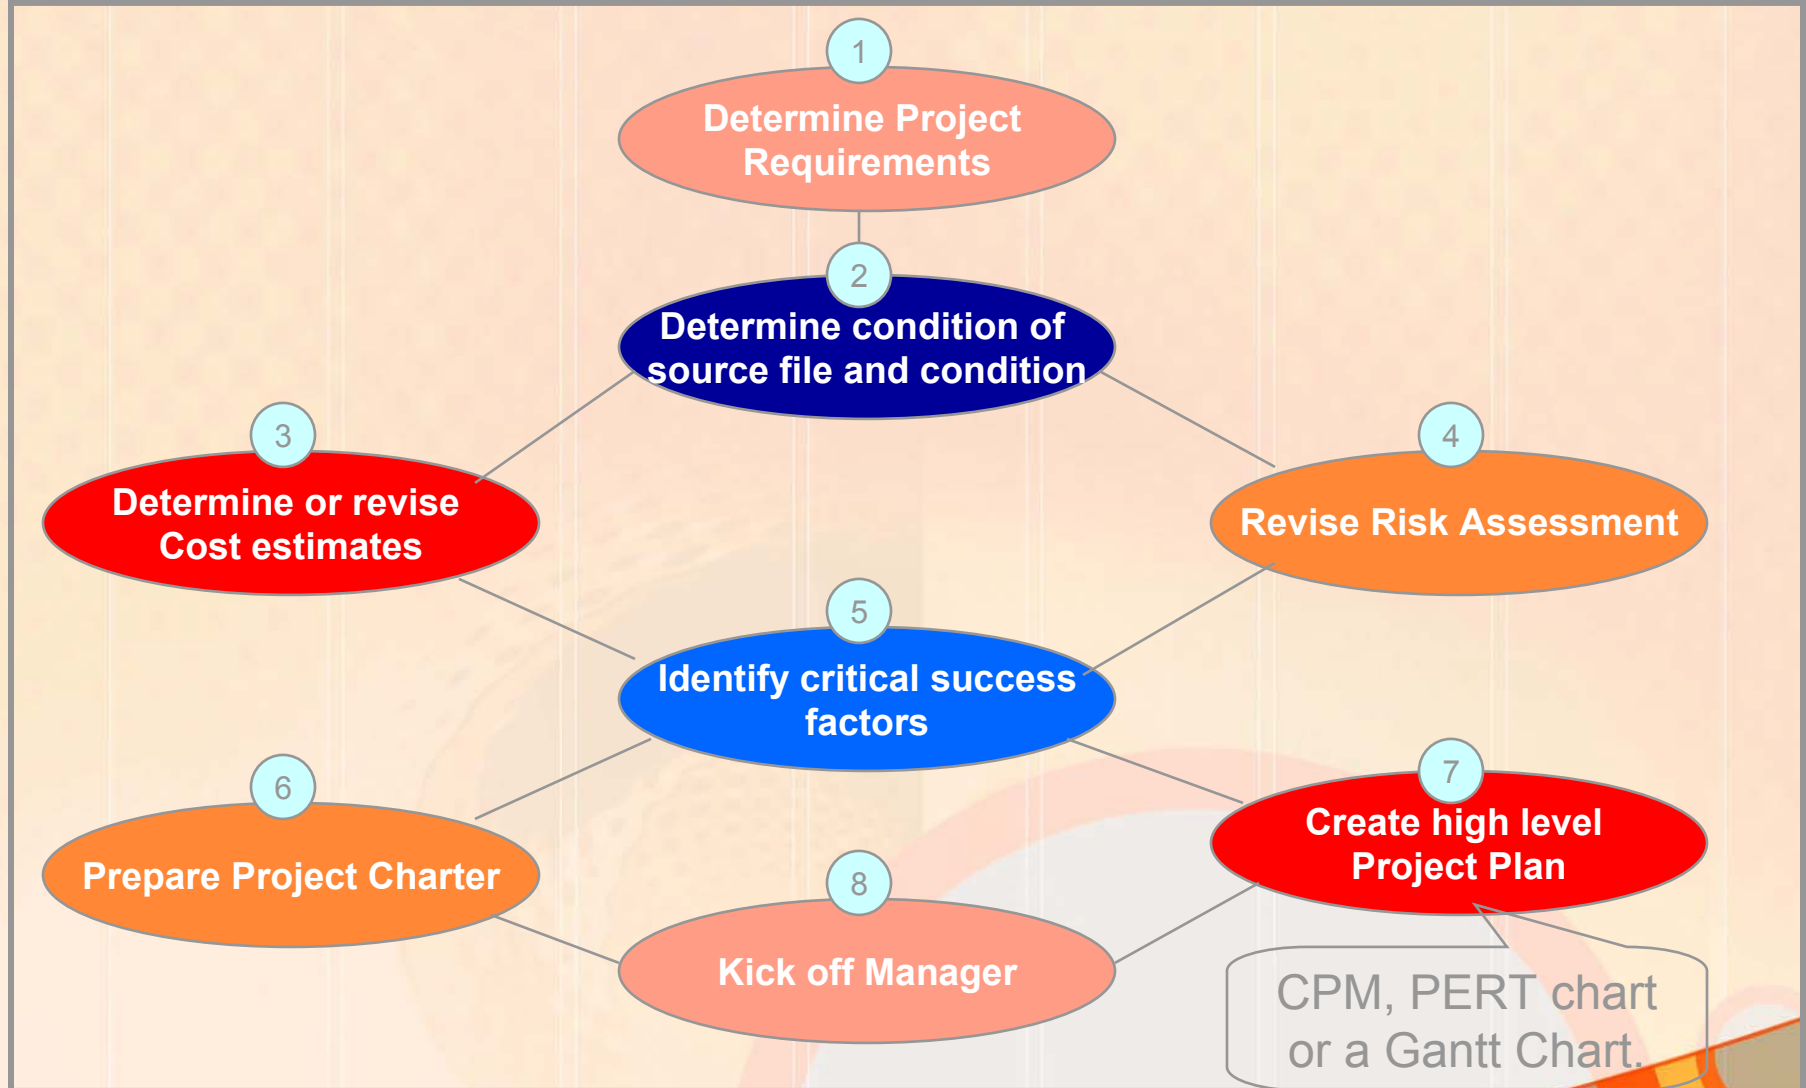 1
Determine Project
Requirements
2
Determine condition of
source file and condition
3
Determine or revise
Cost estimates
4
Revise Risk Assessment
5
Identify critical success
factors
6
Prepare Project Charter
7
Create high level
Project Plan
8
Kick off Manager
CPM, PERT chart
or a Gantt Chart.